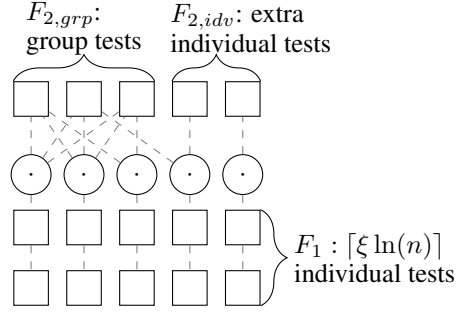 F_{2,grp}:
group tests
F_{2,idv}: extra
individual tests
F_1 : ⌈ξ ln(n)⌉
individual tests